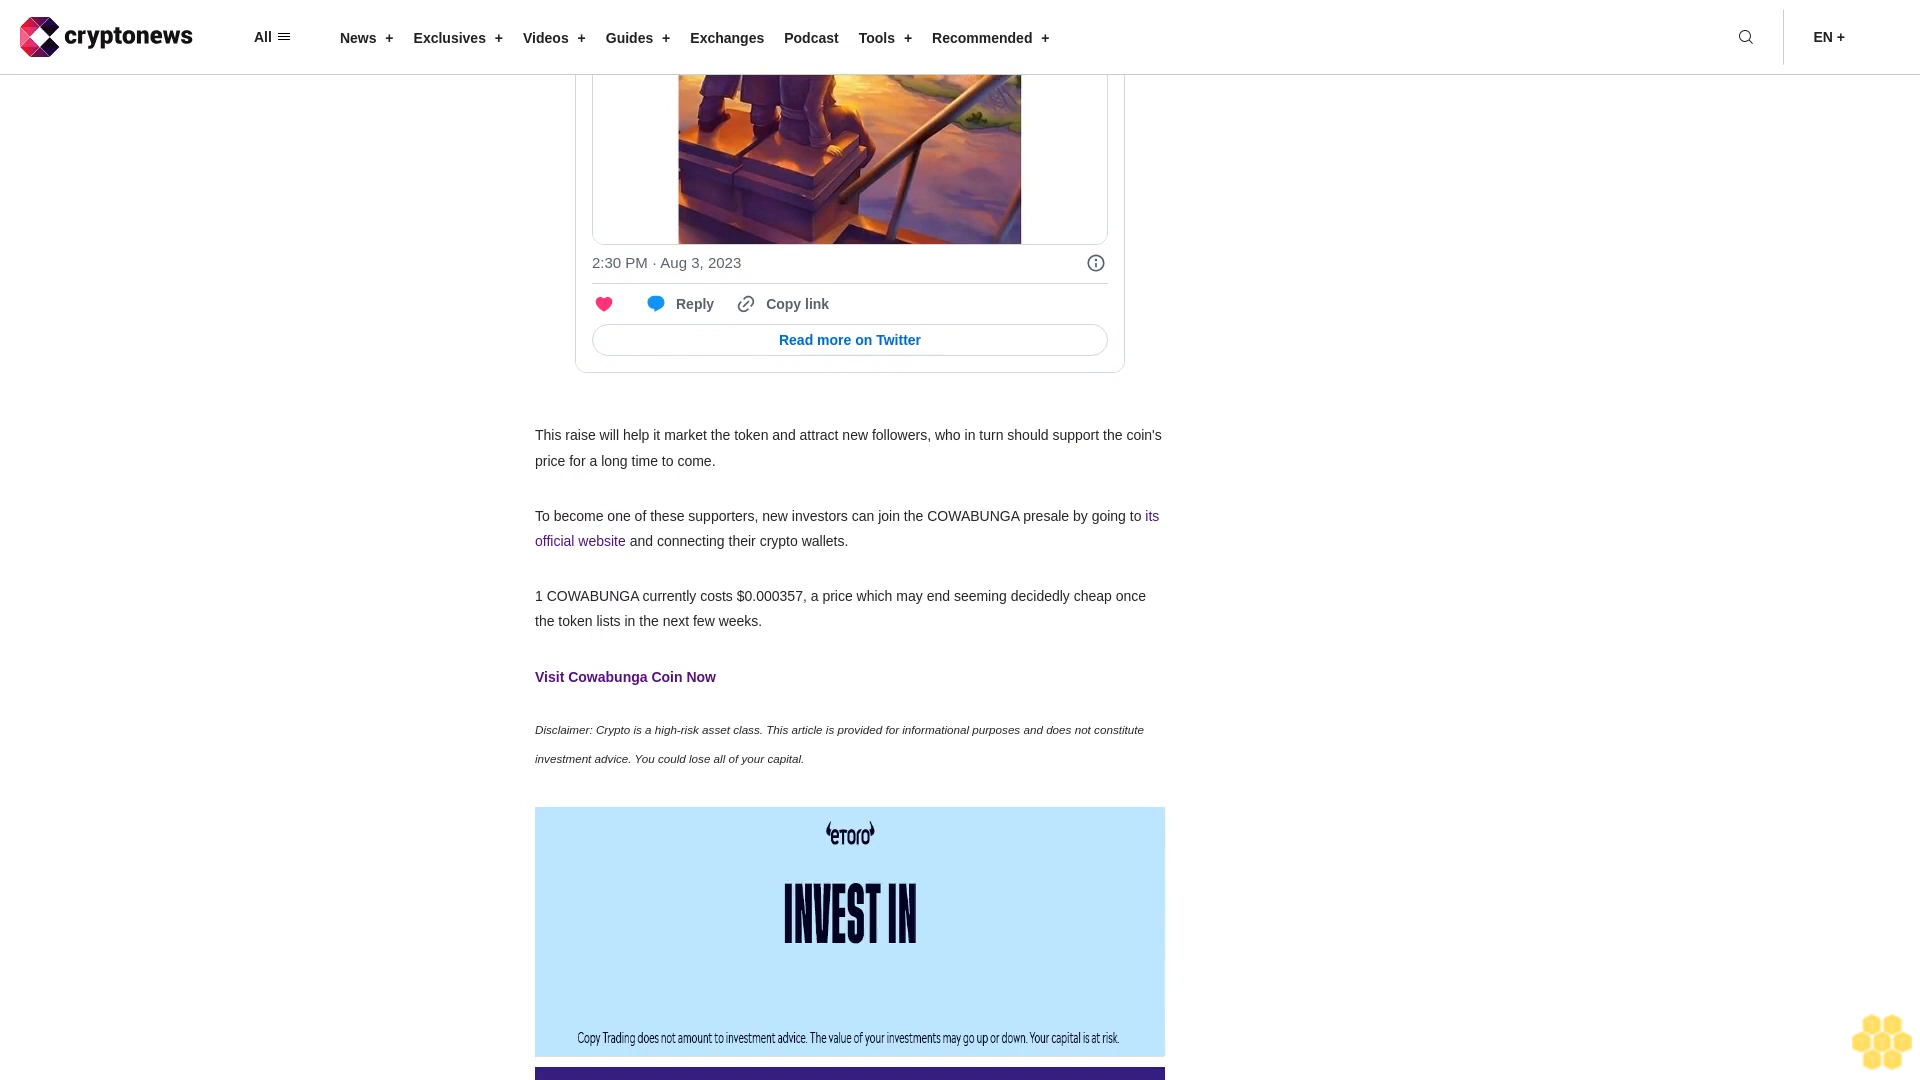 cryptonews
All
News +
Exclusives +
Videos +
Guides +
Exchanges
Podcast
Tools +
Recommended +
EN +
2:30 PM · Aug 3, 2023
Reply
Copy link
Read more on Twitter
This raise will help it market the token and attract new followers, who in turn should support the coin's
price for a long time to come.
To become one of these supporters, new investors can join the COWABUNGA presale by going to its
official website and connecting their crypto wallets.
1 COWABUNGA currently costs $0.000357, a price which may end seeming decidedly cheap once
the token lists in the next few weeks.
Visit Cowabunga Coin Now
Disclaimer: Crypto is a high-risk asset class. This article is provided for informational purposes and does not constitute
investment advice. You could lose all of your capital.
eToro
INVEST IN
Copy Trading does not amount to investment advice. The value of your investments may go up or down. Your capital is at risk.